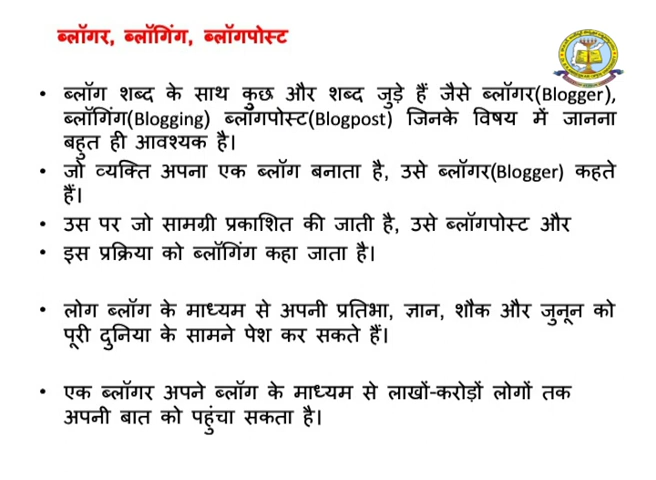 ब्लॉगर, ब्लॉगिंग, ब्लॉगपोस्ट
• ब्लॉग शब्द के साथ कुछ और शब्द जुड़े हैं जैसे ब्लॉगर(Blogger),
ब्लॉगिंग(Blogging) ब्लॉगपोस्ट(Blogpost) जिनके विषय में जानना
बहुत ही आवश्यक है।
• जो व्यक्ति अपना एक ब्लॉग बनाता है, उसे ब्लॉगर(Blogger) कहते
हैं।
• उस पर जो सामग्री प्रकाशित की जाती है, उसे ब्लॉगपोस्ट और
• इस प्रक्रिया को ब्लॉगिंग कहा जाता है।
• लोग ब्लॉग के माध्यम से अपनी प्रतिभा, ज्ञान, शौक और जुनून को
पूरी दुनिया के सामने पेश कर सकते हैं।
• एक ब्लॉगर अपने ब्लॉग के माध्यम से लाखों-करोड़ों लोगों तक
अपनी बात को पहुंचा सकता है।